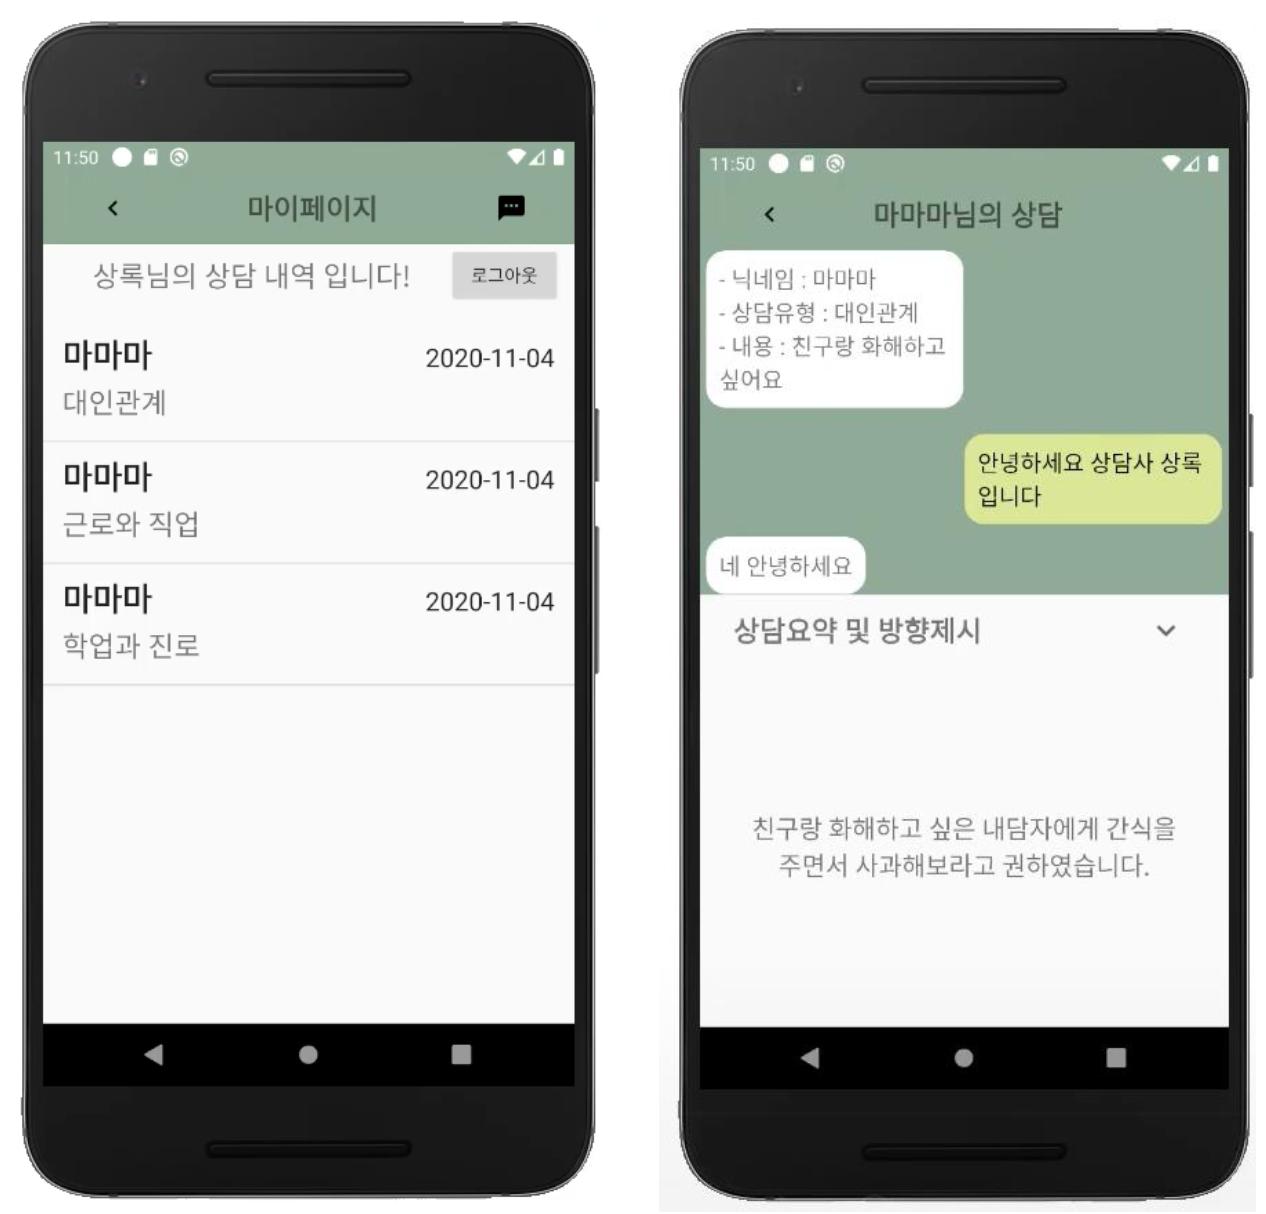 11:50
마이페이지
상록님의 상담 내역 입니다!
로그아웃
마마마
2020-11-04
대인관계
마마마
2020-11-04
근로와 직업
마마마
2020-11-04
학업과 진로
11:50
마마마님의 상담
- 닉네임 : 마마마
- 상담유형 : 대인관계
- 내용 : 친구랑 화해하고
싶어요
안녕하세요 상담사 상록
입니다
네 안녕하세요
상담요약 및 방향제시
친구랑 화해하고 싶은 내담자에게 간식을
주면서 사과해보라고 권하였습니다.